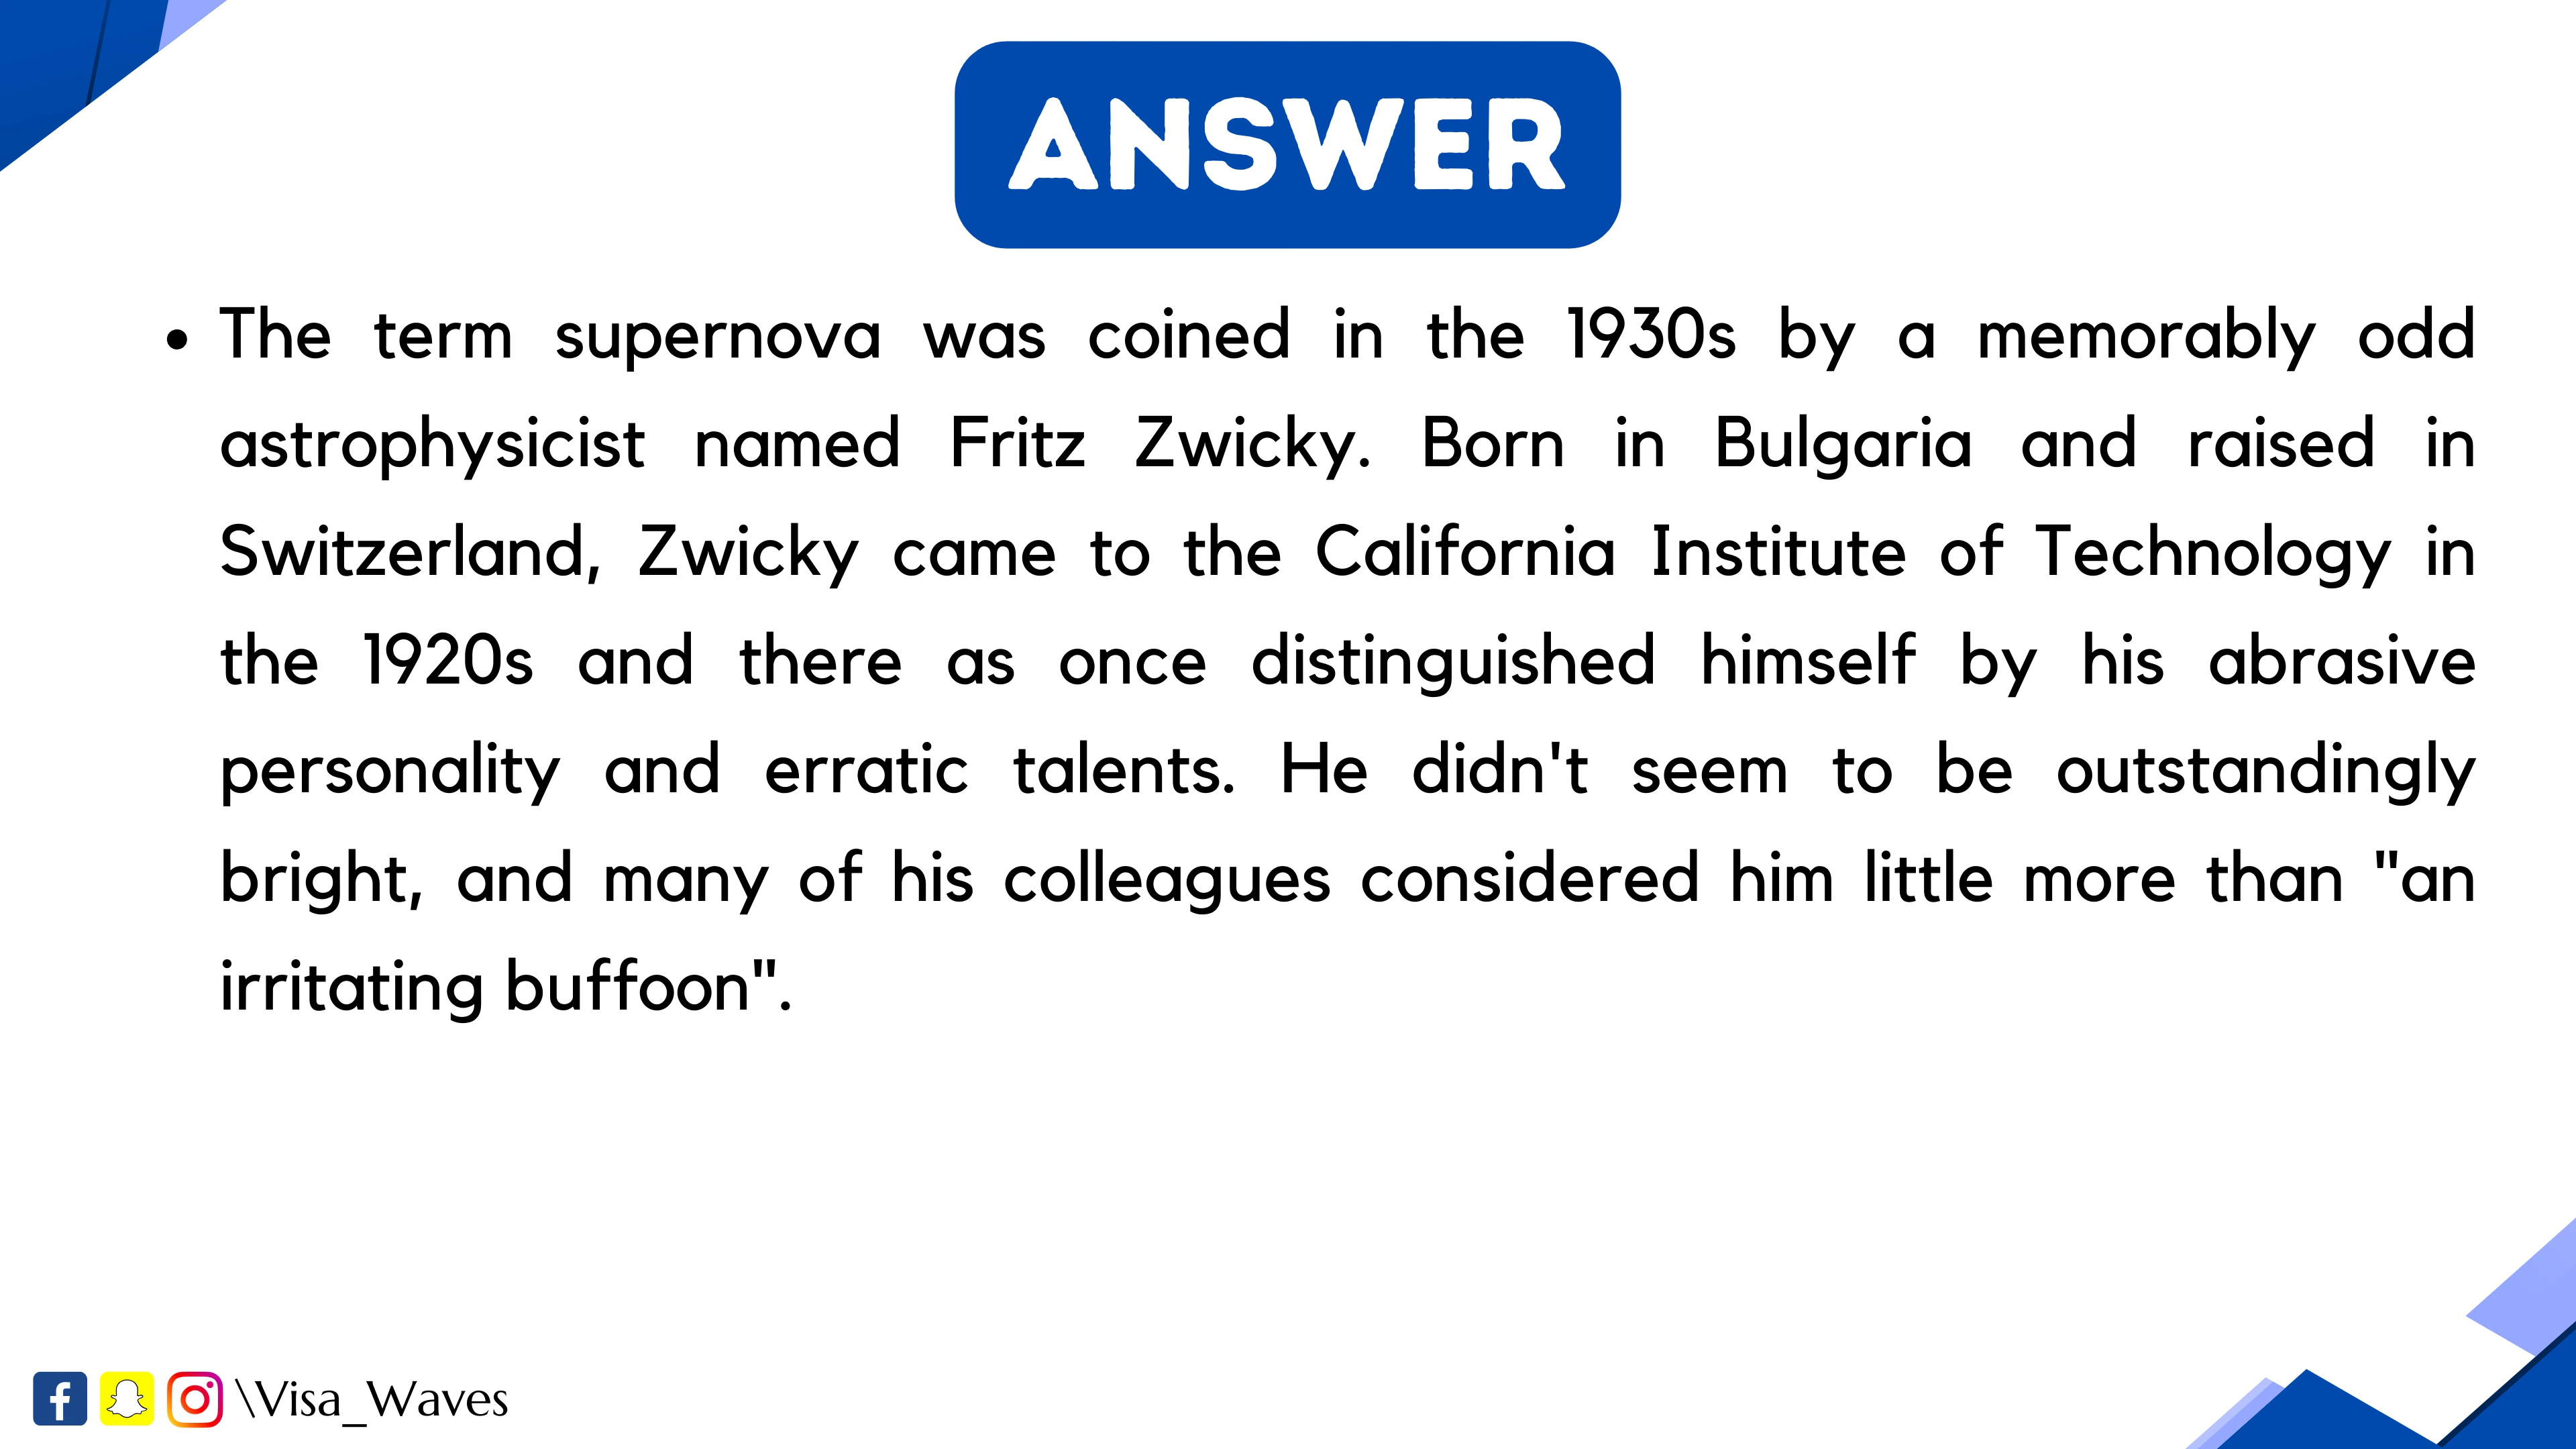 ANSWER
• The term supernova was coined in the 1930s by a memorably odd
astrophysicist named Fritz Zwicky. Born in Bulgaria and raised in
Switzerland, Zwicky came to the California Institute of Technology in
the 1920s and there as once distinguished himself by his abrasive
personality and erratic talents. He didn't seem to be outstandingly
bright, and many of his colleagues considered him little more than "an
irritating buffoon".
\Visa_Waves